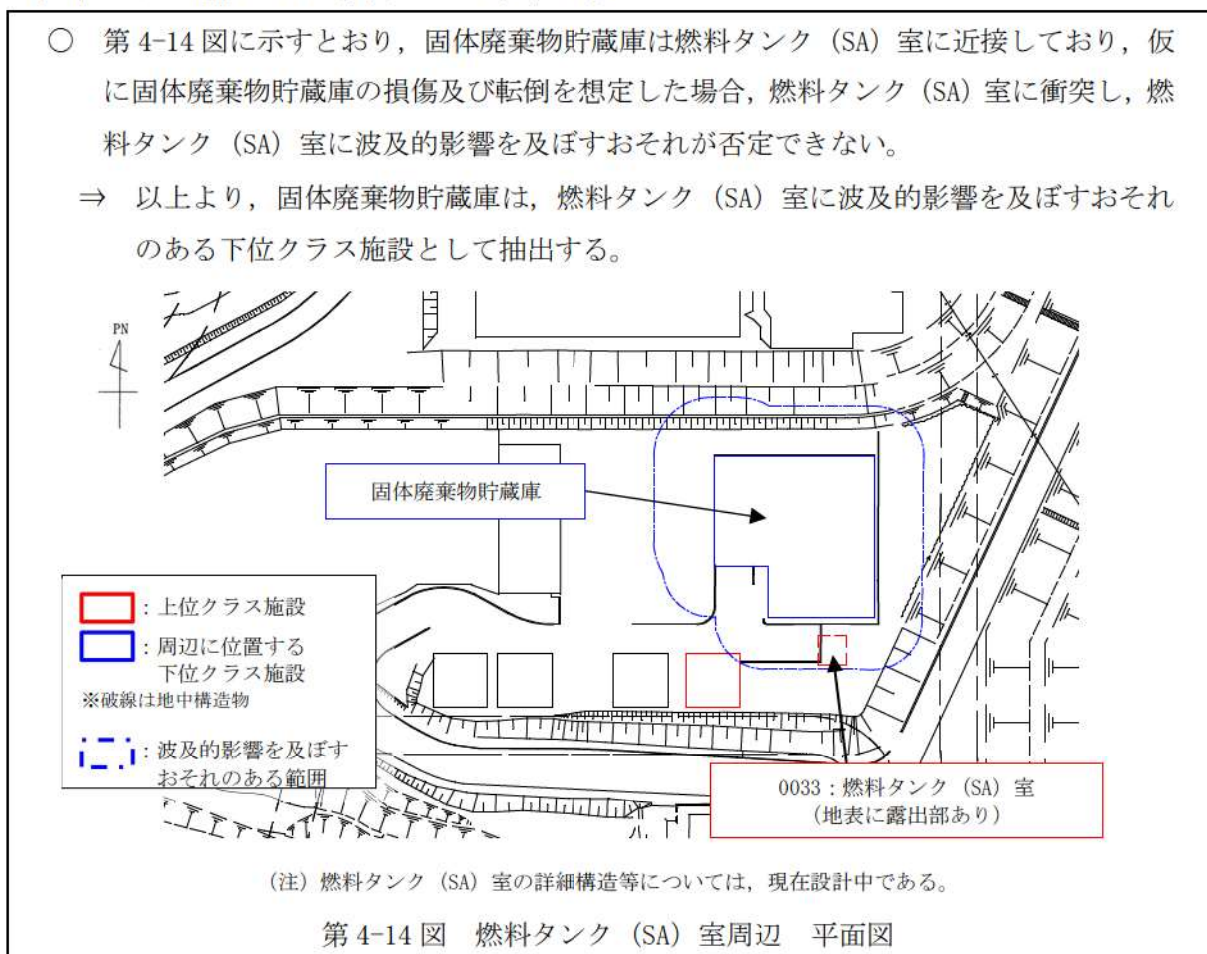 ○ 第 4-14 図に示すとおり，固体廃棄物貯蔵庫は燃料タンク（SA）室に近接しており，仮
に固体廃棄物貯蔵庫の損傷及び転倒を想定した場合，燃料タンク（SA）室に衝突し，燃
料タンク（SA）室に波及的影響を及ぼすおそれが否定できない。
⇒ 以上より，固体廃棄物貯蔵庫は，燃料タンク（SA）室に波及的影響を及ぼすおそれ
のある下位クラス施設として抽出する。
PN
固体廃棄物貯蔵庫
：上位クラス施設
：周辺に位置する
下位クラス施設
※破線は地中構造物
：波及的影響を及ぼす
おそれのある範囲
0033：燃料タンク（SA）室
（地表に露出部あり）
（注）燃料タンク（SA）室の詳細構造等については，現在設計中である。
第 4-14 図 燃料タンク（SA）室周辺 平面図